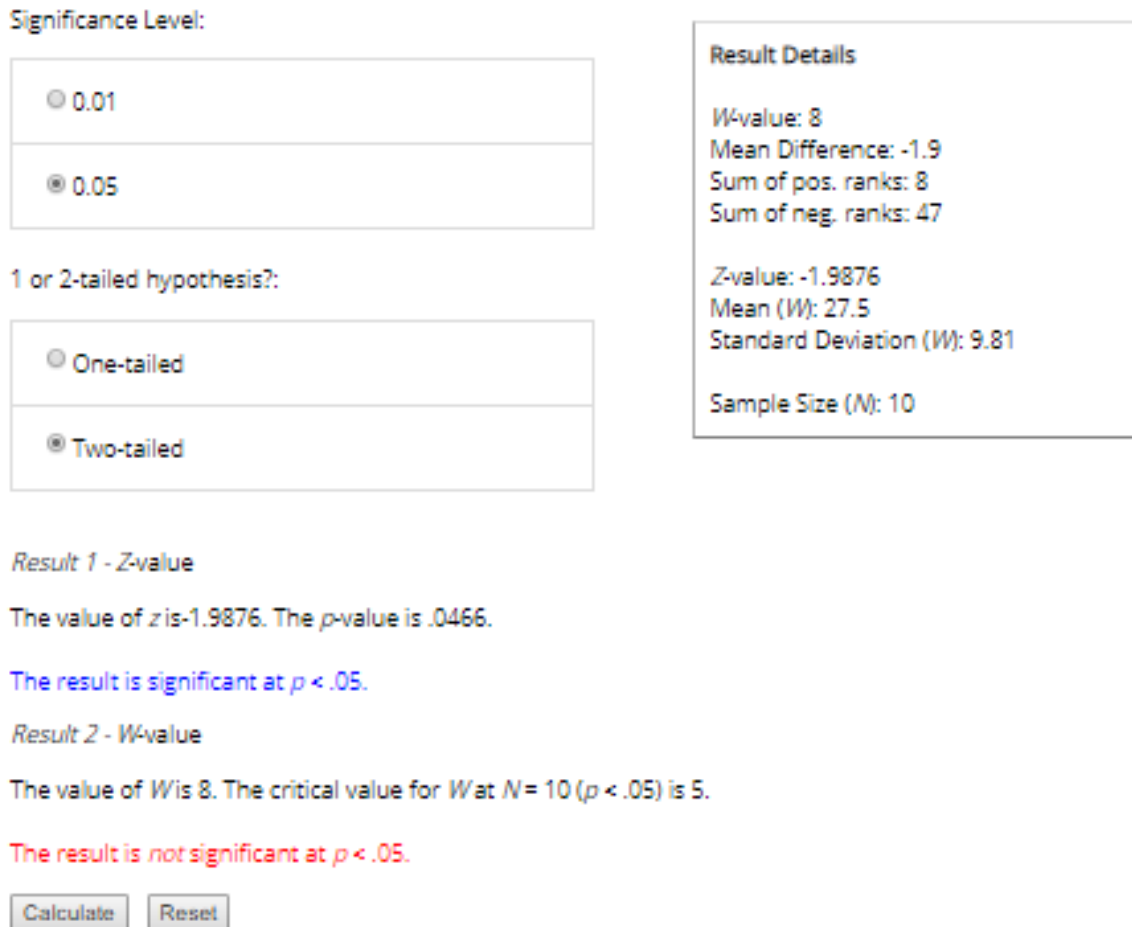 Significance Level:
0.01
0.05
1 or 2-tailed hypothesis?:
One-tailed
Two-tailed
Result Details
W-value: 8
Mean Difference: -1.9
Sum of pos. ranks: 8
Sum of neg. ranks: 47
Z-value: -1.9876
Mean (W): 27.5
Standard Deviation (W): 9.81
Sample Size (N): 10
Result 1 - Z-value
The value of z is-1.9876. The p-value is .0466.
The result is significant at p < .05.
Result 2 - W-value
The value of W is 8. The critical value for W at N = 10 (p < .05) is 5.
The result is not significant at p < .05.
Calculate Reset